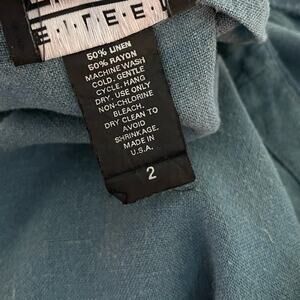 50% LINEN
50% RAYON
MACHINE WASH
COLD. GENTLE
CYCLE. HANG
DRY. USE ONLY
NON-CHLORINE
BLEACH.
DRY CLEAN TO
AVOID
SHRINKAGE.
MADE IN
U.S.A.
2